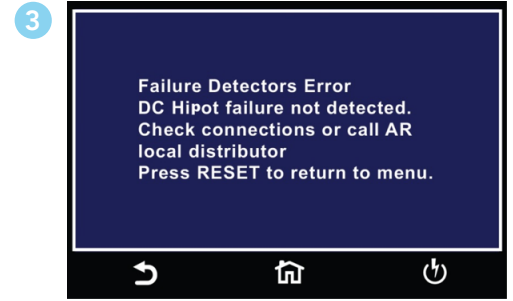 3
Failure Detectors Error
DC Hipot failure not detected.
Check connections or call AR
local distributor
Press RESET to return to menu.